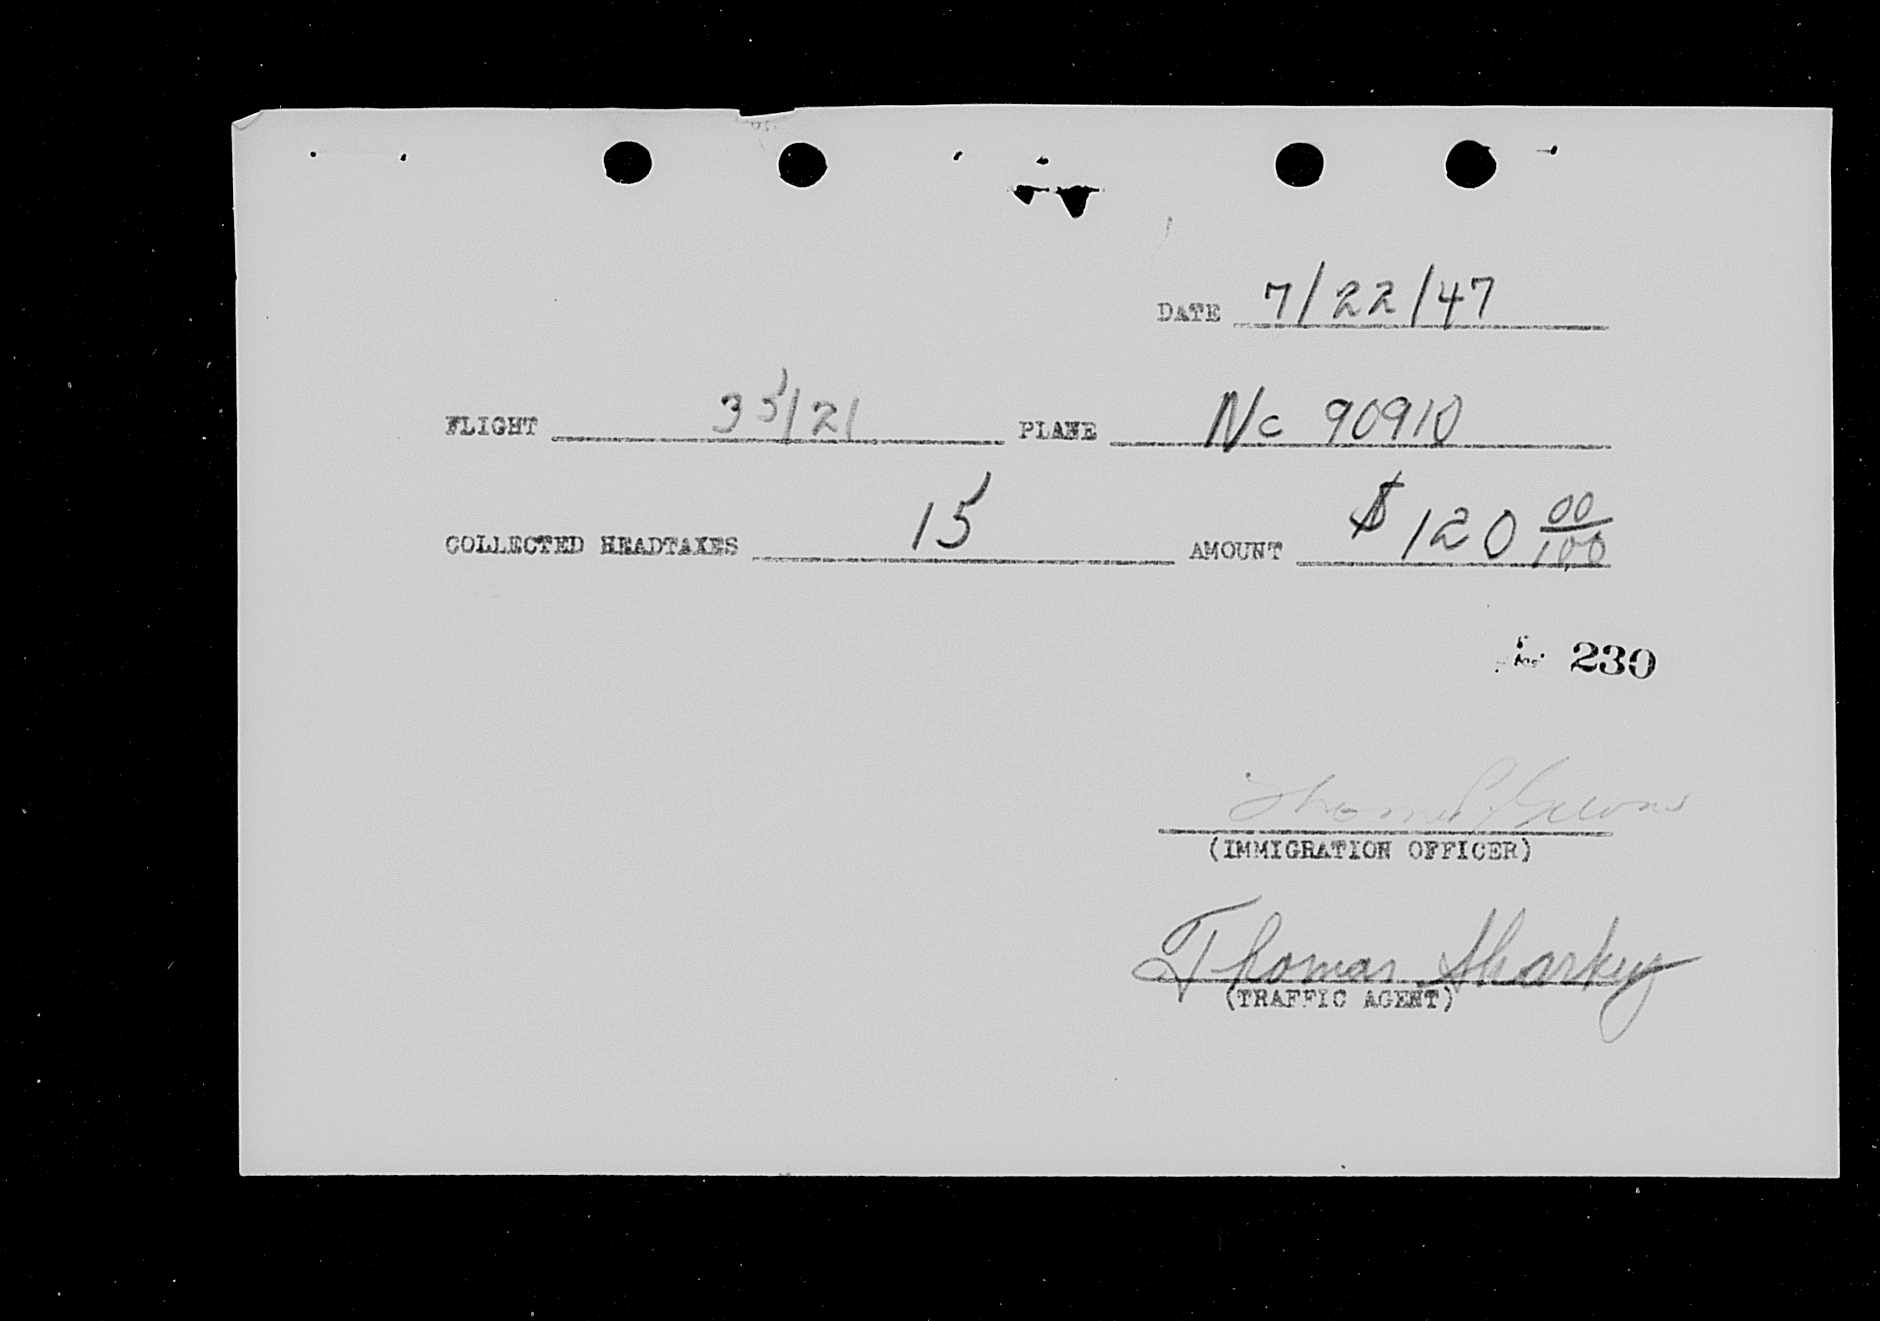 DATE 7/22/47
FLIGHT 35/21 PLANE Nc 90910
COLLECTED HEADTAXES 15 AMOUNT $120 00/100
230
(IMMIGRATION OFFICER)
Thomas Sharkey
(TRAFFIC AGENT)